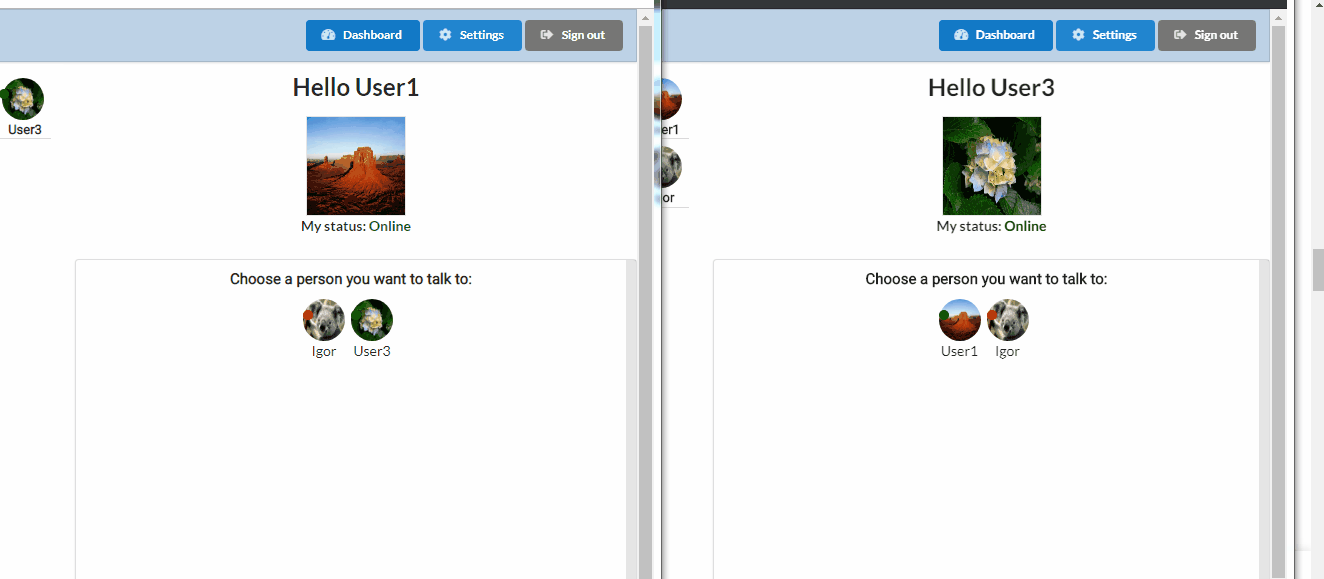 Dashboard Settings Sign out
Hello User1
User3
My status: Online
Choose a person you want to talk to:
Igor User3
Dashboard Settings Sign out
Hello User3
er1
or
My status: Online
Choose a person you want to talk to:
User1 Igor